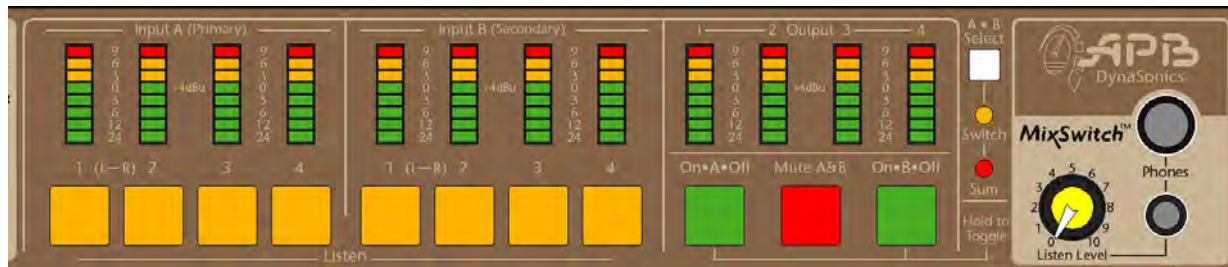 Input A (Primary)
9 9
6 6
3 3
0 +4dBu 0
3 3
6 6
12 12
24 24
1 (L—R) 2 3 4
Input B (Secondary)
9 9
6 6
3 3
0 +4dBu 0
3 3
6 6
12 12
24 24
1 (L—R) 2 3 4
Listen
1 2 Output 3 4
9 9
6 6
3 3
0 +4dBu 0
3 3
6 6
12 12
24 24
On•A•Off Mute A&B On•B•Off
A • B
Select
Switch
Sum
Hold to
Toggle
APB
DynaSonics
MixSwitch™
Phones
0 1 2 3 4 5 6 7 8 9 10
Listen Level